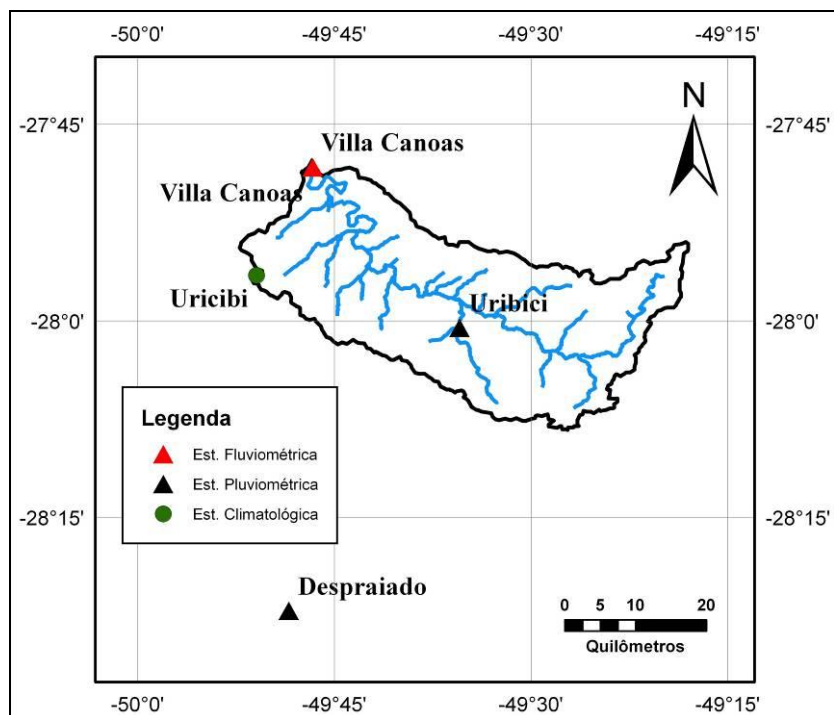 -50°0' -49°45' -49°30' -49°15'
-27°45' -27°45'
N
Villa Canoas
Villa Canoas
Uricibi
Uribici
-28°0' -28°0'
Legenda
Est. Fluviométrica
Est. Pluviométrica
Est. Climatológica
-28°15' -28°15'
Despraiado
0 5 10 20
Quilômetros
-50°0' -49°45' -49°30' -49°15'